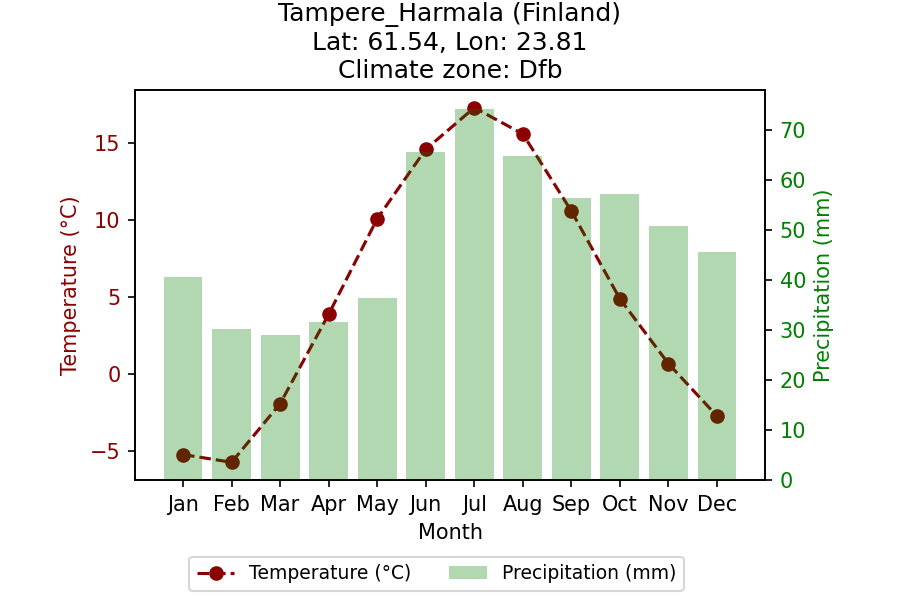 Tampere_Harmala (Finland)
Lat: 61.54, Lon: 23.81
Climate zone: Dfb
Temperature (°C)
15
10
5
0
−5
70
60
50
40
30
20
10
0
Precipitation (mm)
Jan Feb Mar Apr May Jun Jul Aug Sep Oct Nov Dec
Month
Temperature (°C) Precipitation (mm)